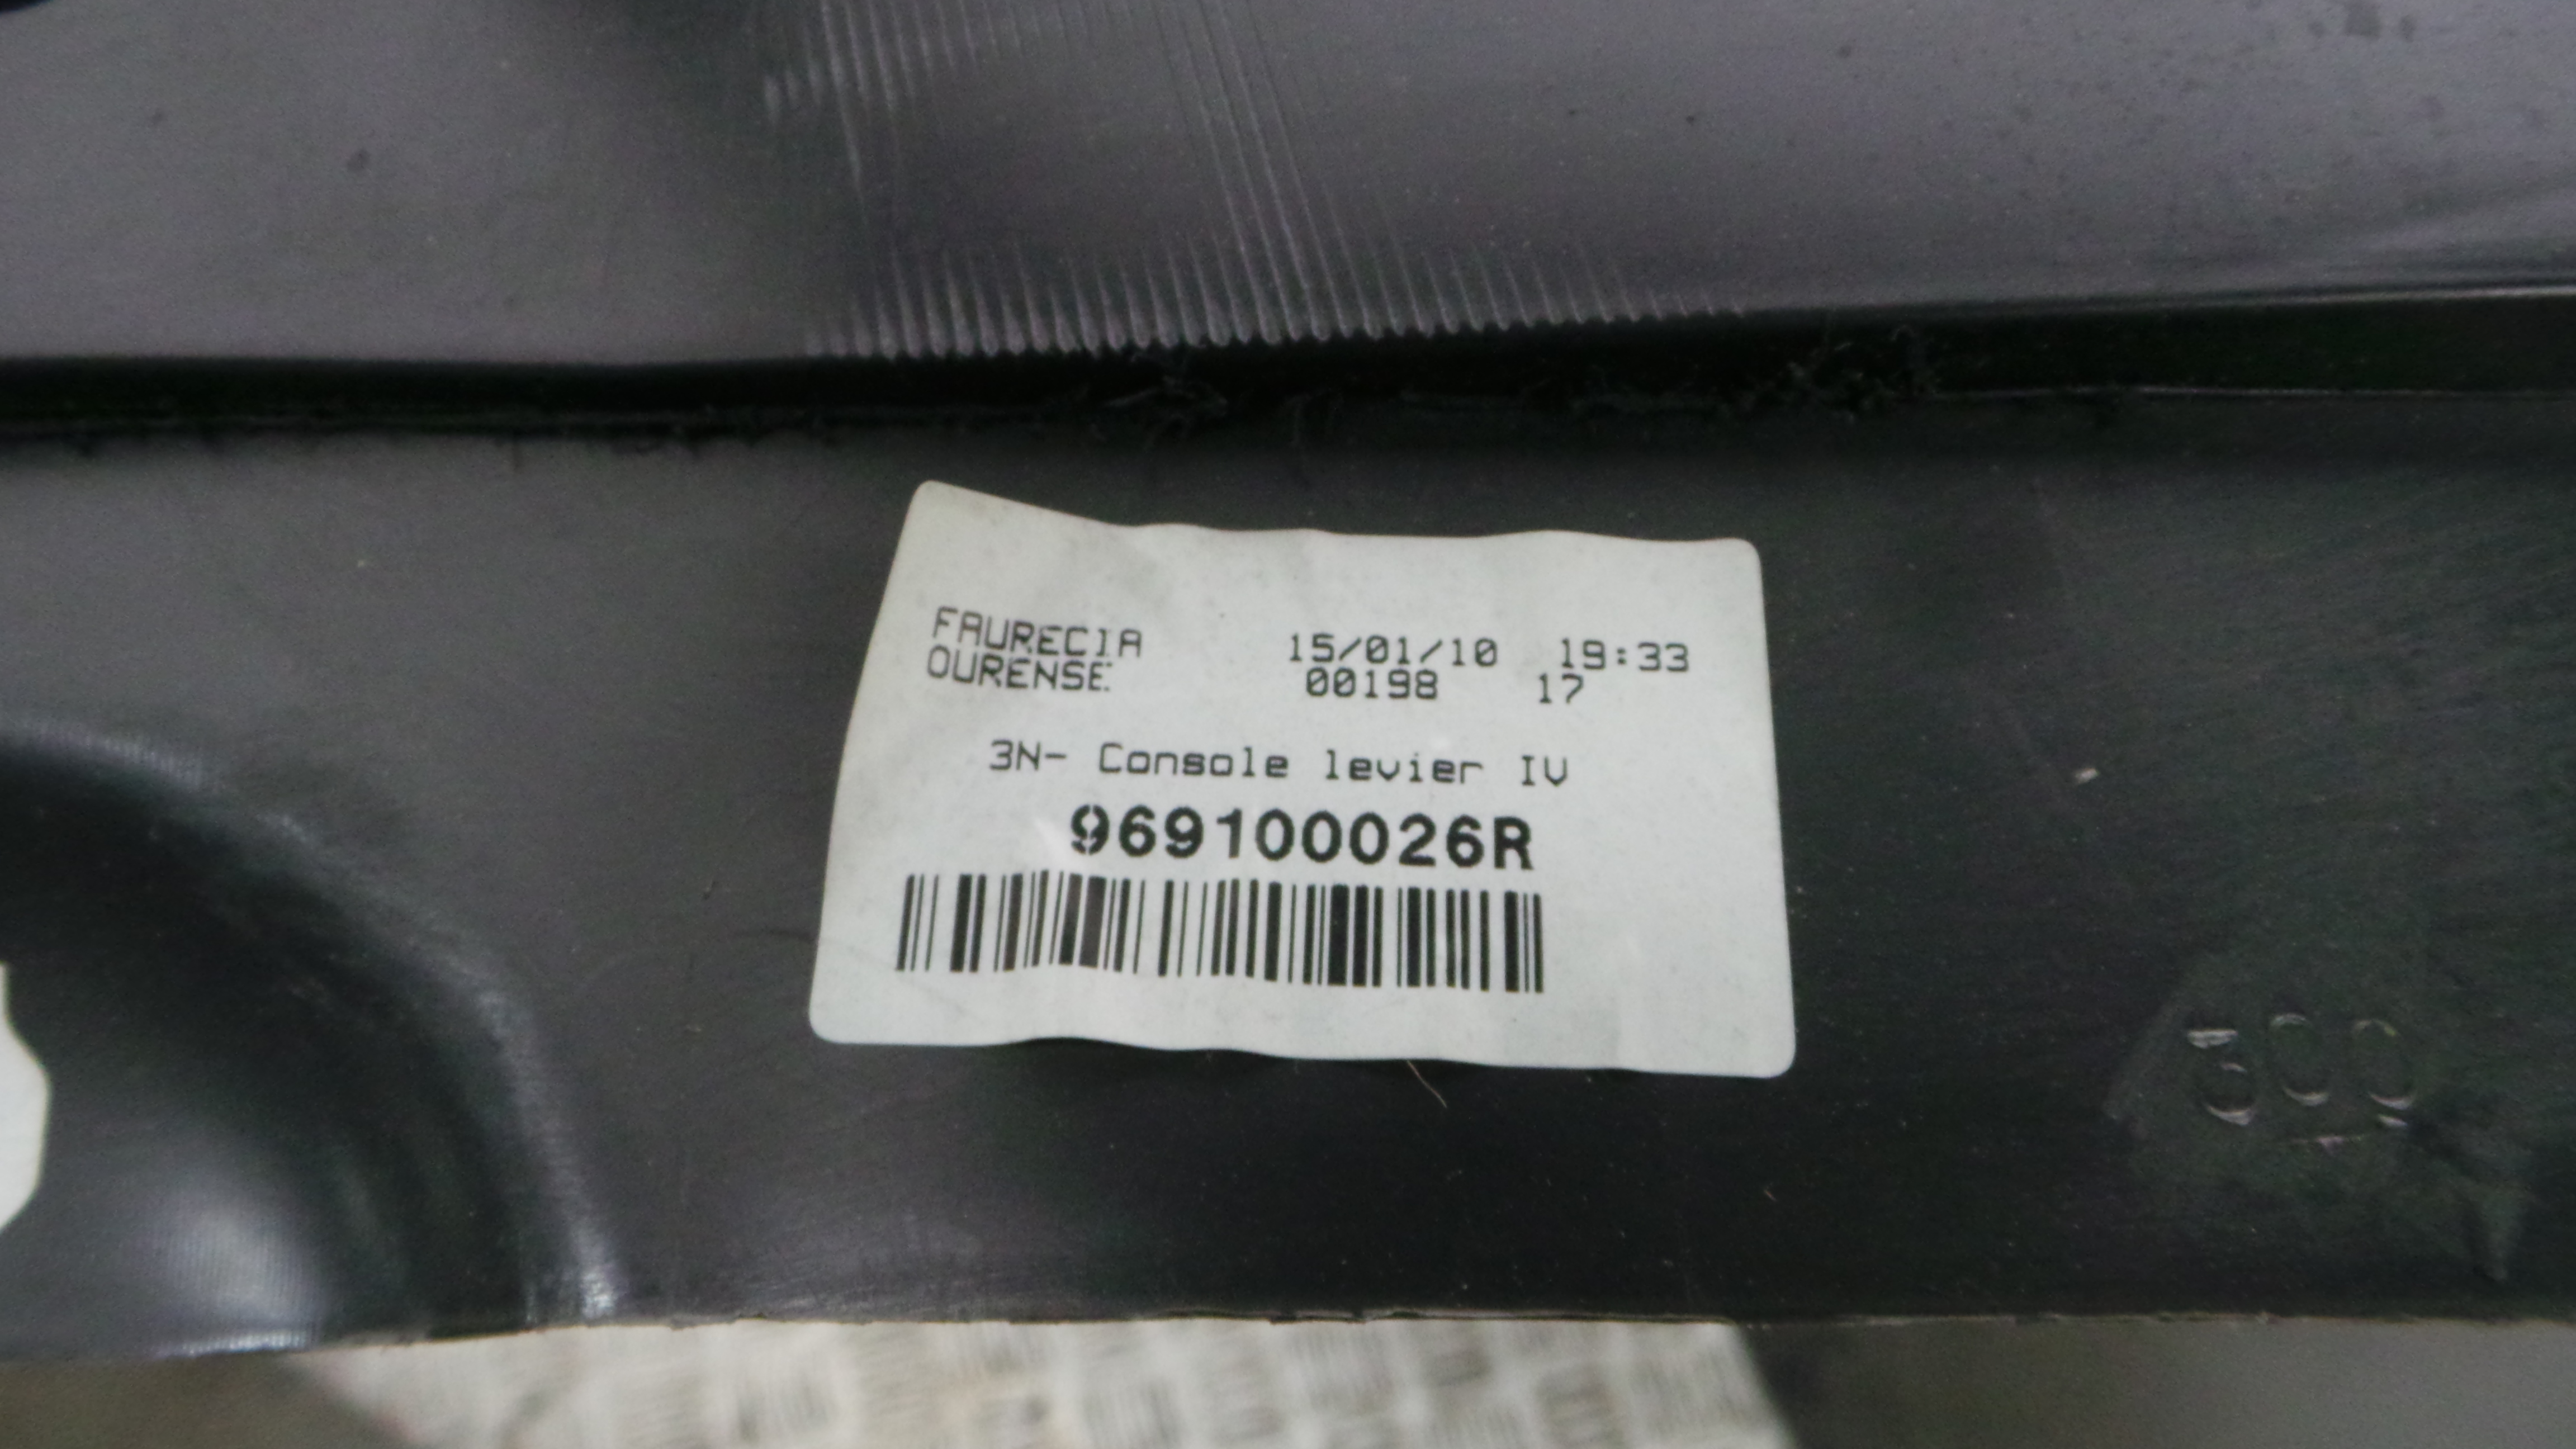 FAURECIA 15/01/10 19:33
OURENSE 00198 17
3N- Console levier IV
969100026R